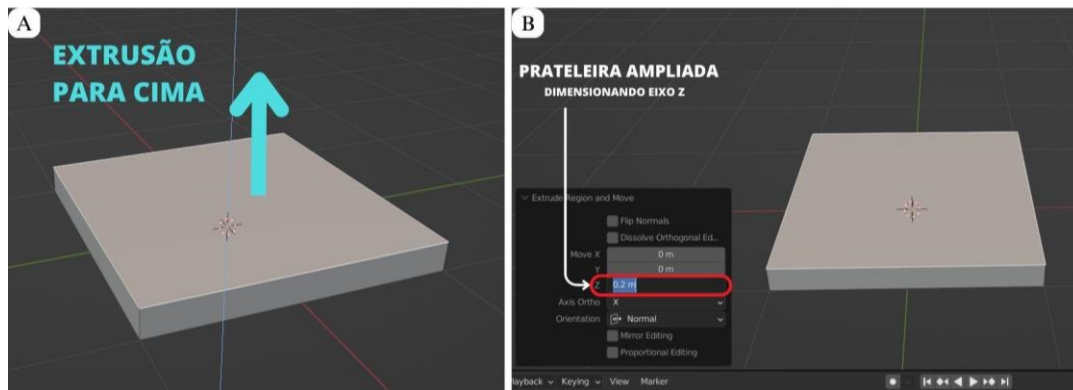 A
EXTRUSÃO
PARA CIMA
B
PRATELEIRA AMPLIADA
DIMENSIONANDO EIXO Z
Extrude Region and Move
Flip Normals
Dissolve Orthogonal Ed...
Move X 0 m
Y 0 m
Z 0.2 m
Axis Ortho X
Orientation Normal
Mirror Editing
Proportional Editing
layback Keying View Marker